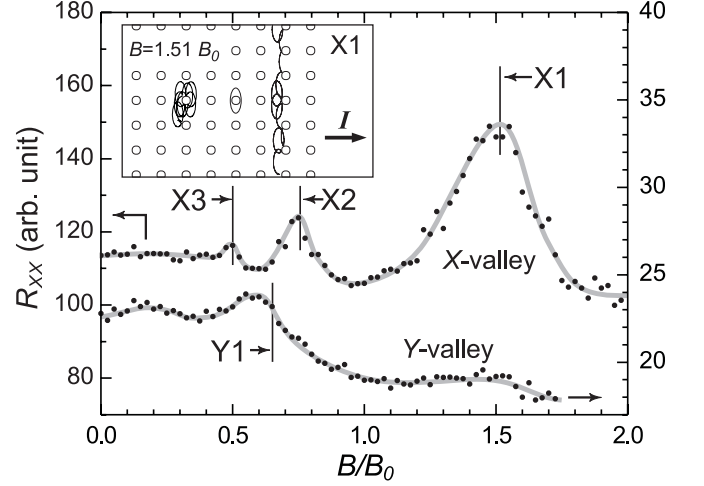 180
160
140
120
100
80
R_XX (arb. unit)
B=1.51 B_0
X1
I
X3
X2
X1
X-valley
Y1
Y-valley
40
35
30
25
20
0.0 0.5 1.0 1.5 2.0
B/B_0